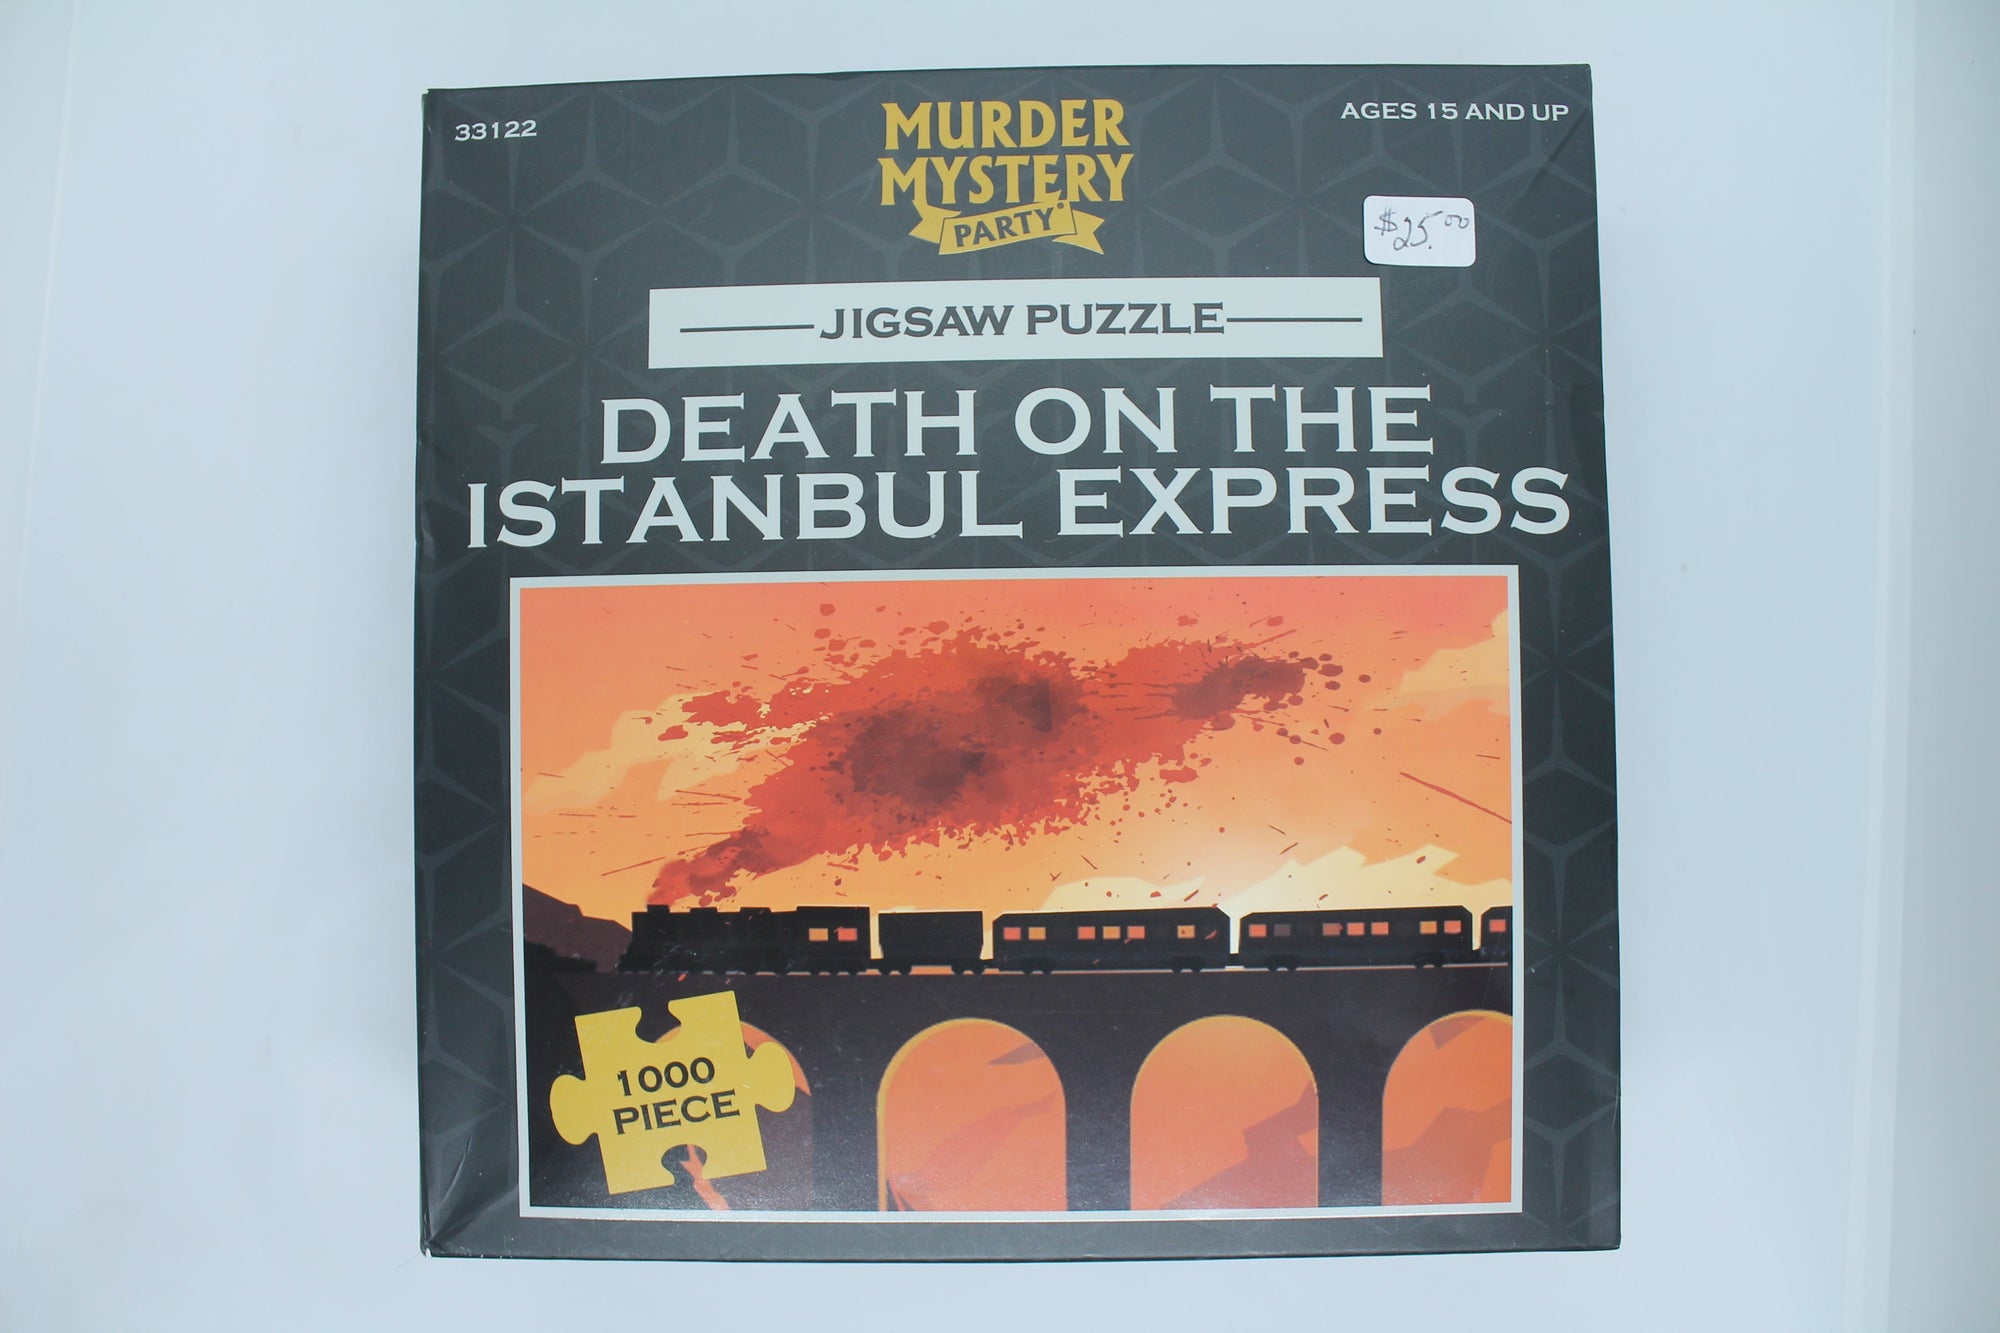 33122
MURDER
MYSTERY
PARTY®
AGES 15 AND UP
$25.00
JIGSAW PUZZLE
DEATH ON THE
ISTANBUL EXPRESS
1000
PIECE